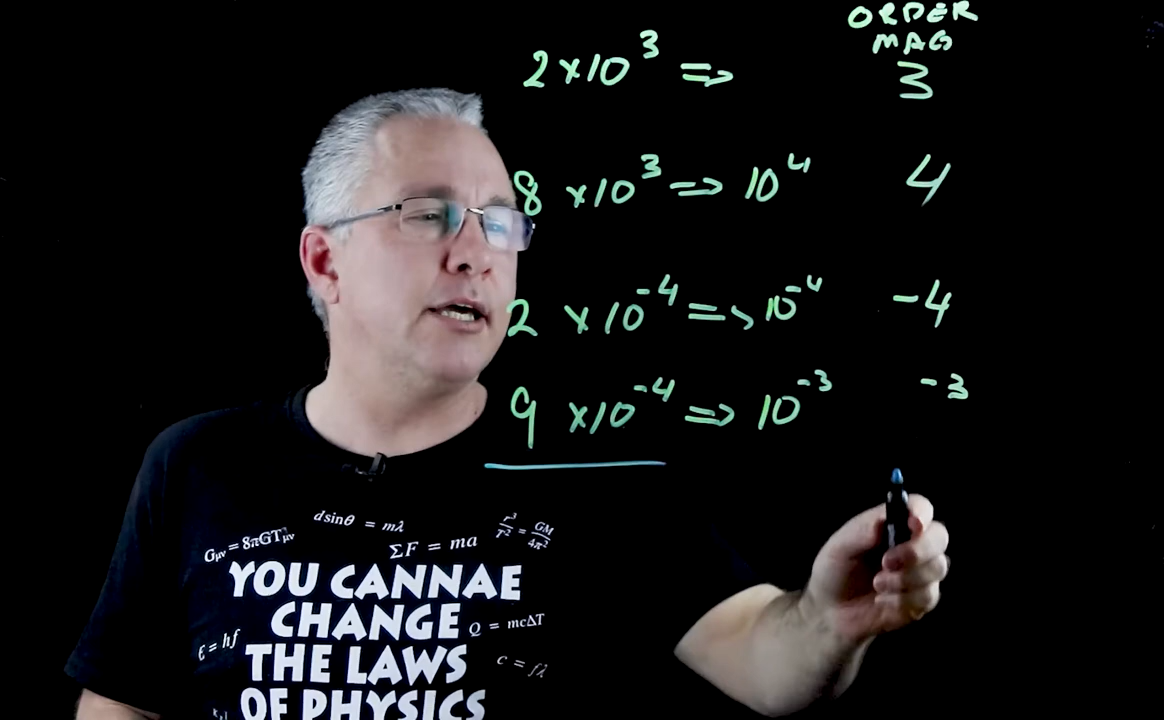 ORDER
MAG
2 × 10³ ⇒ 3
8 × 10³ ⇒ 10⁴ 4
2 × 10⁻⁴ ⇒ 10⁻⁴ -4
9 × 10⁻⁴ ⇒ 10⁻³ -3
d sinθ = mλ
r³/T² = GM/4π²
Gμν = 8πGTμν
ΣF = ma
YOU CANNAE
CHANGE
Q = mcΔT
ϵ = hf
THE LAWS
c = fλ
OF PHYSICS